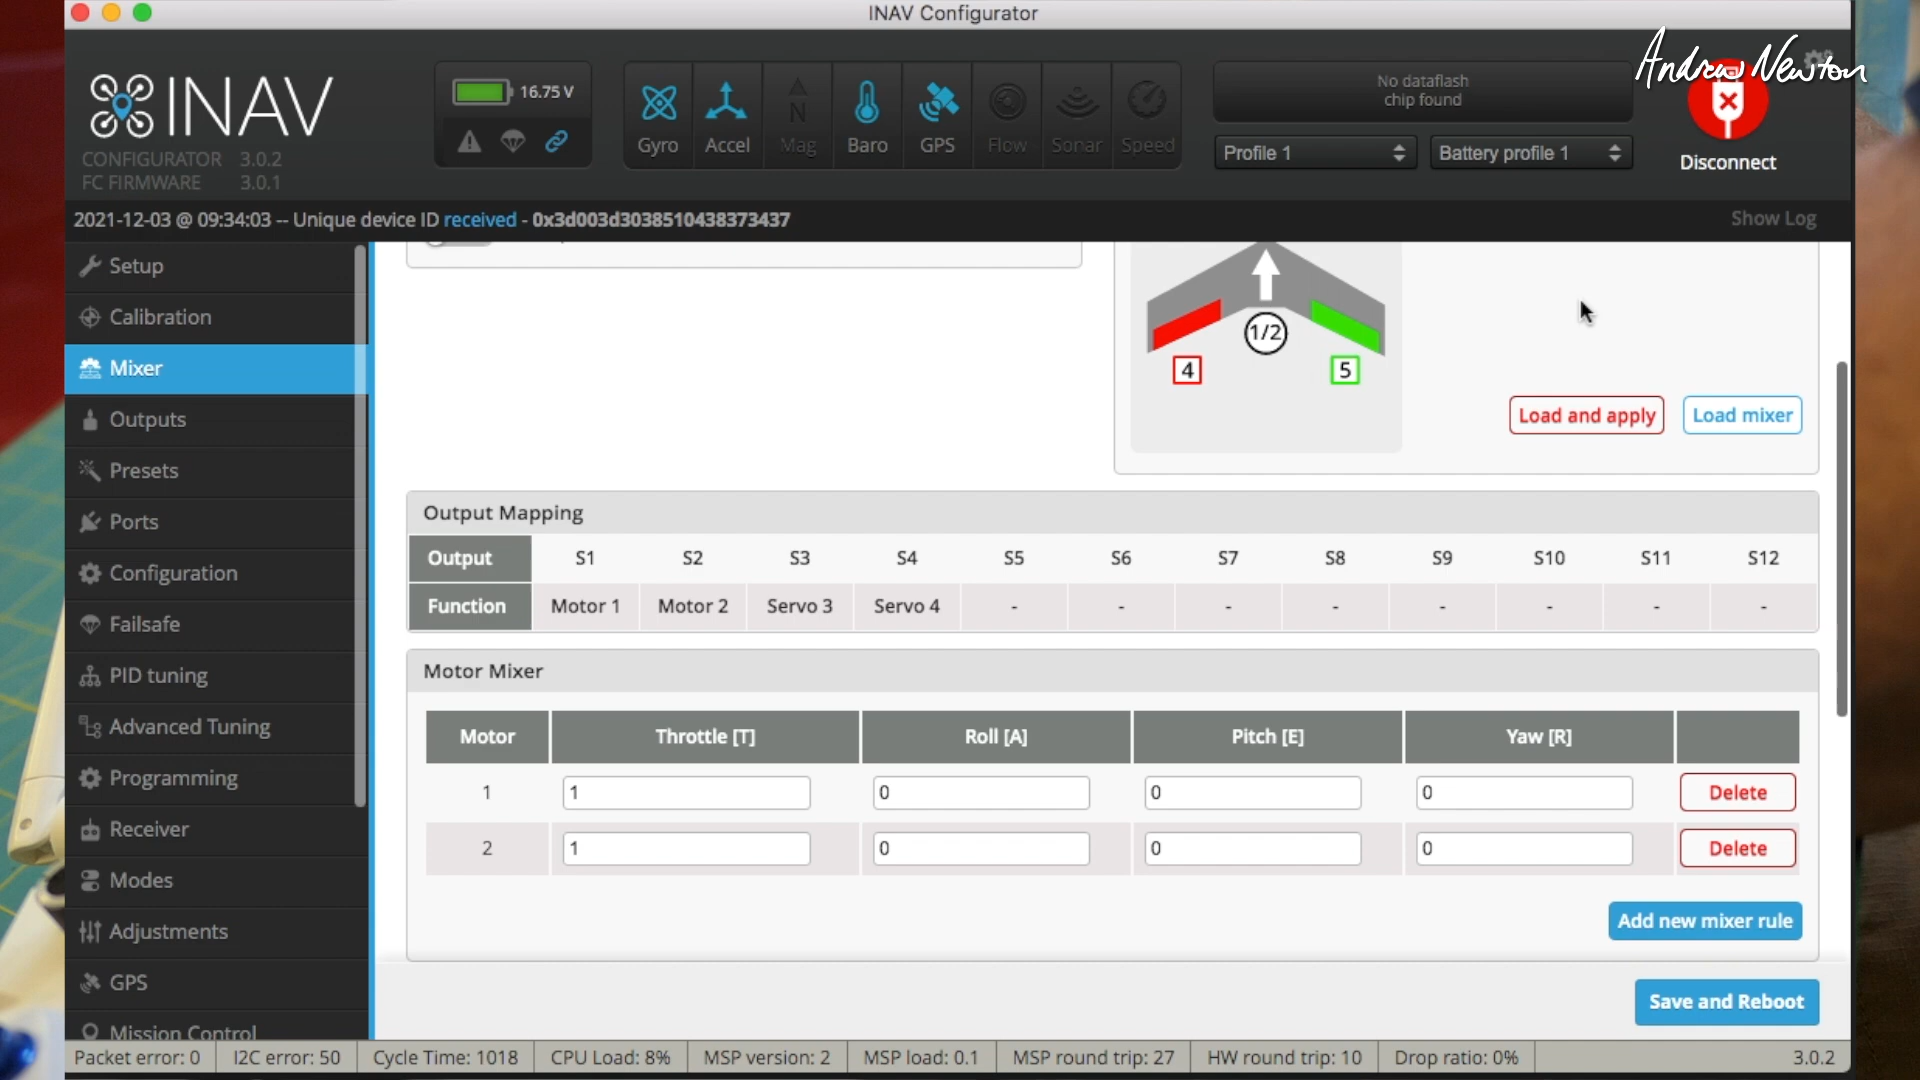 INAV Configurator
Andrew Newton
INAV
CONFIGURATOR 3.0.2
FC FIRMWARE 3.0.1
16.75 V
Gyro Accel Mag Baro GPS Flow Sonar Speed
No dataflash
chip found
Profile 1
Battery profile 1
Disconnect
2021-12-03 @ 09:34:03 -- Unique device ID received - 0x3d003d3038510438373437
Show Log
Setup
Calibration
Mixer
Outputs
Presets
Ports
Configuration
Failsafe
PID tuning
Advanced Tuning
Programming
Receiver
Modes
Adjustments
GPS
Mission Control
1/2
4 5
Load and apply Load mixer
Output Mapping
Output S1 S2 S3 S4 S5 S6 S7 S8 S9 S10 S11 S12
Function Motor 1 Motor 2 Servo 3 Servo 4 - - - - - - - -
Motor Mixer
Motor Throttle [T] Roll [A] Pitch [E] Yaw [R]
1 1 0 0 0 Delete
2 1 0 0 0 Delete
Add new mixer rule
Save and Reboot
Packet error: 0 I2C error: 50 Cycle Time: 1018 CPU Load: 8% MSP version: 2 MSP load: 0.1 MSP round trip: 27 HW round trip: 10 Drop ratio: 0% 3.0.2